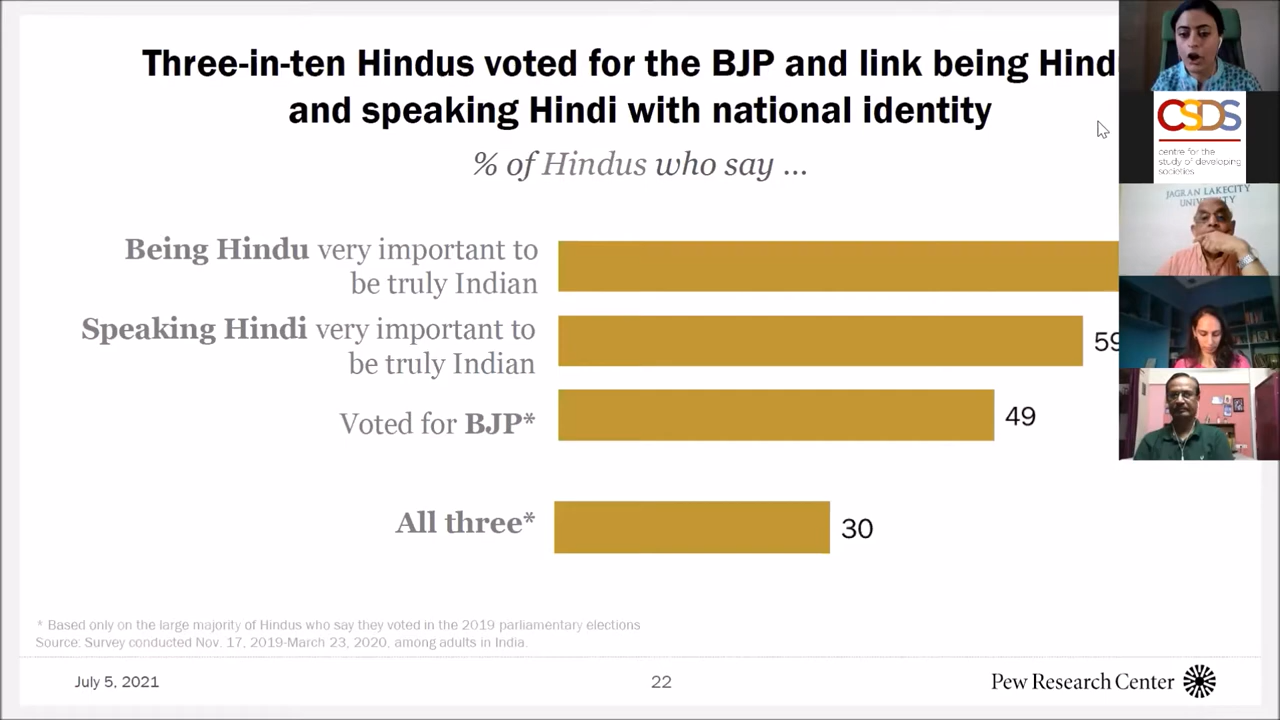 Three-in-ten Hindus voted for the BJP and link being Hind
and speaking Hindi with national identity
% of Hindus who say ...
Being Hindu very important to
be truly Indian
Speaking Hindi very important to
be truly Indian
59
Voted for BJP*
49
All three*
30
* Based only on the large majority of Hindus who say they voted in the 2019 parliamentary elections
Source: Survey conducted Nov. 17, 2019-March 23, 2020, among adults in India.
July 5, 2021
22
Pew Research Center
CSDS
centre for the
study of developing
societies
JAGRAN LAKECITY
UNIVERSITY